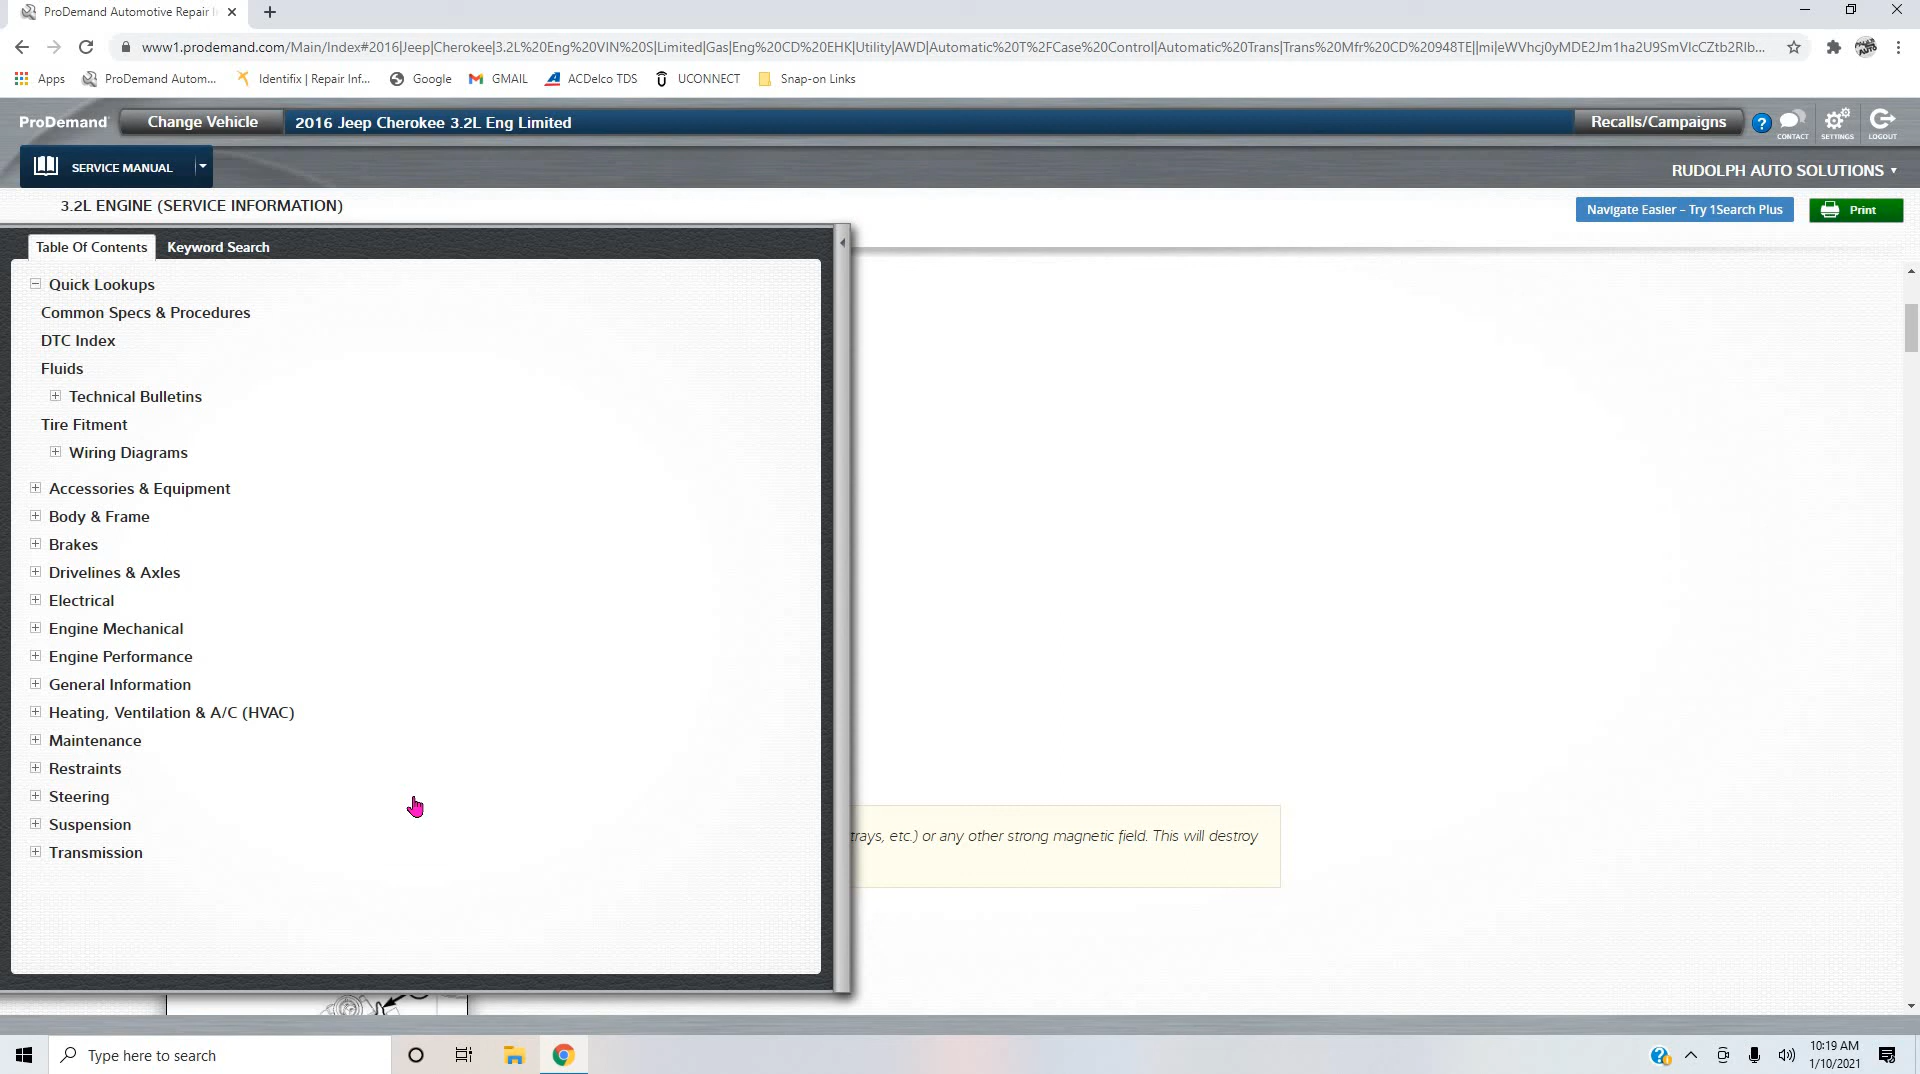 ProDemand Automotive Repair I
www1.prodemand.com/Main/Index#2016|Jeep|Cherokee|3.2L%20Eng%20VIN%20S|Limited|Gas|Eng%20CD%20EHK|Utility|AWD|Automatic%20T%2FCase%20Control|Automatic%20Trans|Trans%20Mfr%20CD%20948TE||mi|eWVhcj0yMDE2Jm1ha2U9SmVlcCZtb2RIb...
Apps ProDemand Autom... Identifix | Repair Inf... Google GMAIL ACDelco TDS UCONNECT Snap-on Links
ProDemand Change Vehicle 2016 Jeep Cherokee 3.2L Eng Limited Recalls/Campaigns ? CONTACT SETTINGS LOGOUT
SERVICE MANUAL RUDOLPH AUTO SOLUTIONS
3.2L ENGINE (SERVICE INFORMATION) Navigate Easier – Try 1Search Plus Print
Table Of Contents Keyword Search
Quick Lookups
Common Specs & Procedures
DTC Index
Fluids
Technical Bulletins
Tire Fitment
Wiring Diagrams
Accessories & Equipment
Body & Frame
Brakes
Drivelines & Axles
Electrical
Engine Mechanical
Engine Performance
General Information
Heating, Ventilation & A/C (HVAC)
Maintenance
Restraints
Steering
Suspension
Transmission
trays, etc.) or any other strong magnetic field. This will destroy
Type here to search
10:19 AM
1/10/2021